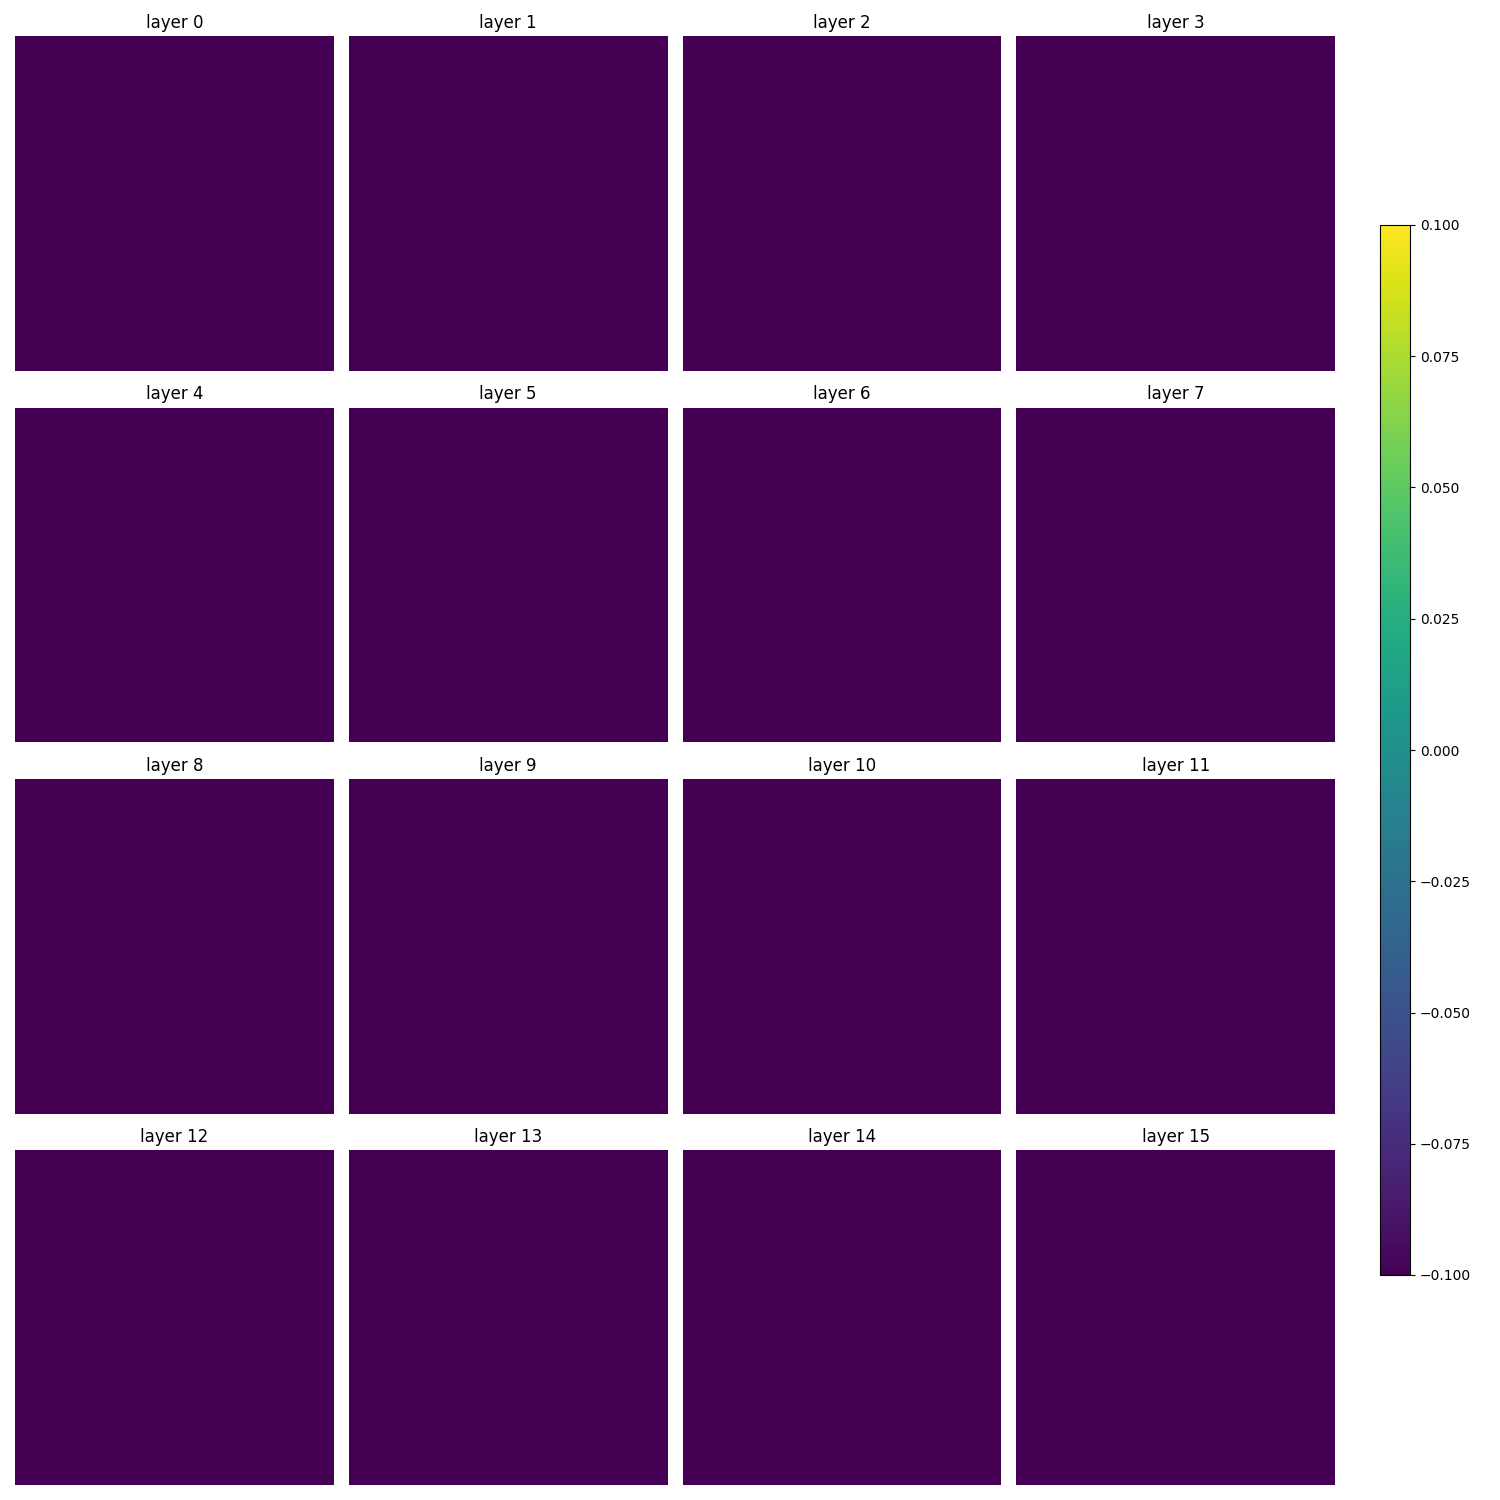 layer 0
layer 1
layer 2
layer 3
layer 4
layer 5
layer 6
layer 7
layer 8
layer 9
layer 10
layer 11
layer 12
layer 13
layer 14
layer 15
0.100
0.075
0.050
0.025
0.000
−0.025
−0.050
−0.075
−0.100